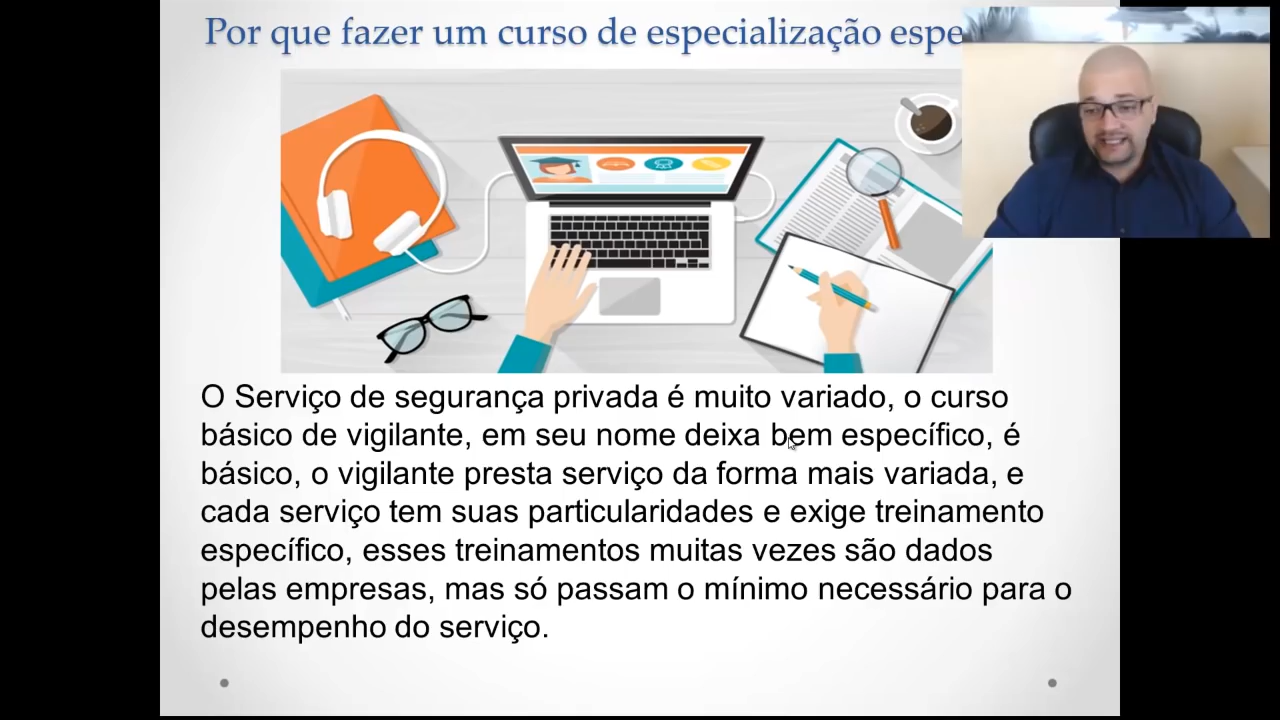 Por que fazer um curso de especialização
O Serviço de segurança privada é muito variado, o curso
básico de vigilante, em seu nome deixa bem específico, é
básico, o vigilante presta serviço da forma mais variada, e
cada serviço tem suas particularidades e exige treinamento
específico, esses treinamentos muitas vezes são dados
pelas empresas, mas só passam o mínimo necessário para o
desempenho do serviço.